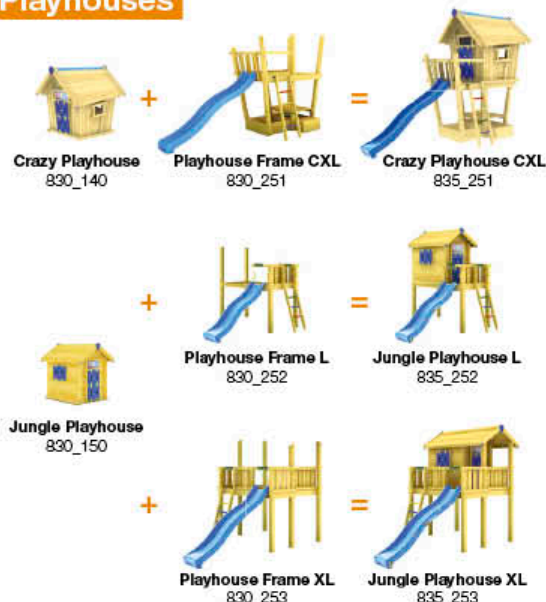 Playhouses
+ =
Crazy Playhouse Playhouse Frame CXL Crazy Playhouse CXL
830_140 830_251 835_251
+ =
Playhouse Frame L Jungle Playhouse L
830_252 835_252
Jungle Playhouse
830_150
+ =
Playhouse Frame XL Jungle Playhouse XL
830_253 835_253